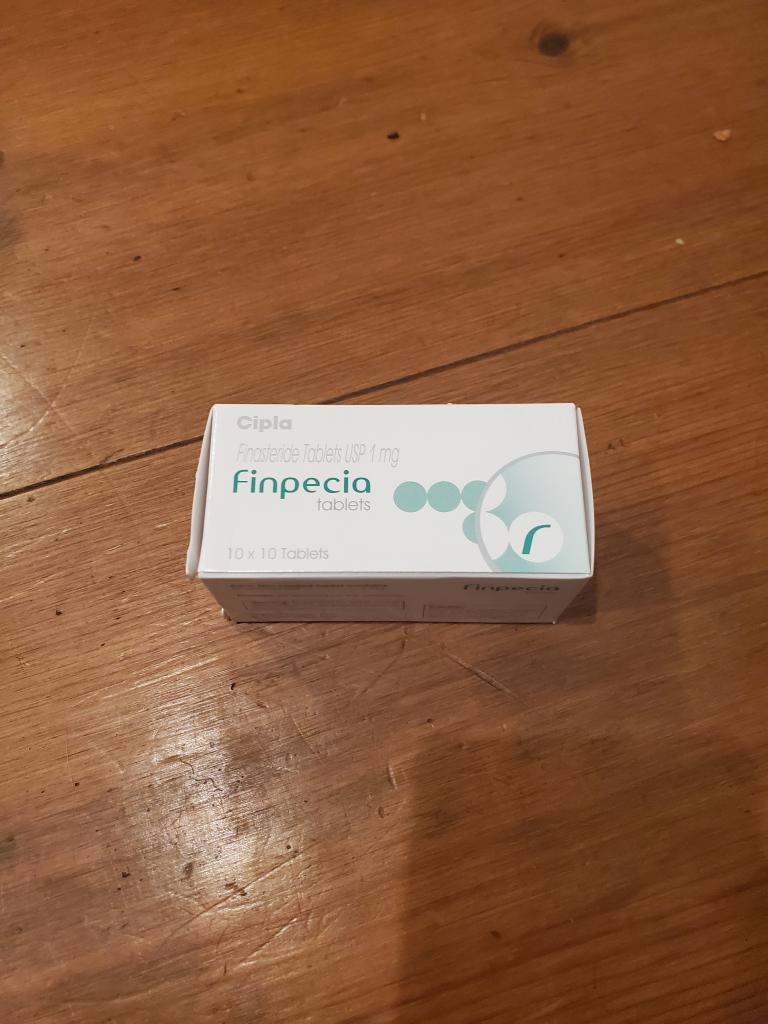 Cipla
Finasteride Tablets USP 1 mg
Finpecia
tablets
10 x 10 Tablets
Finpecia